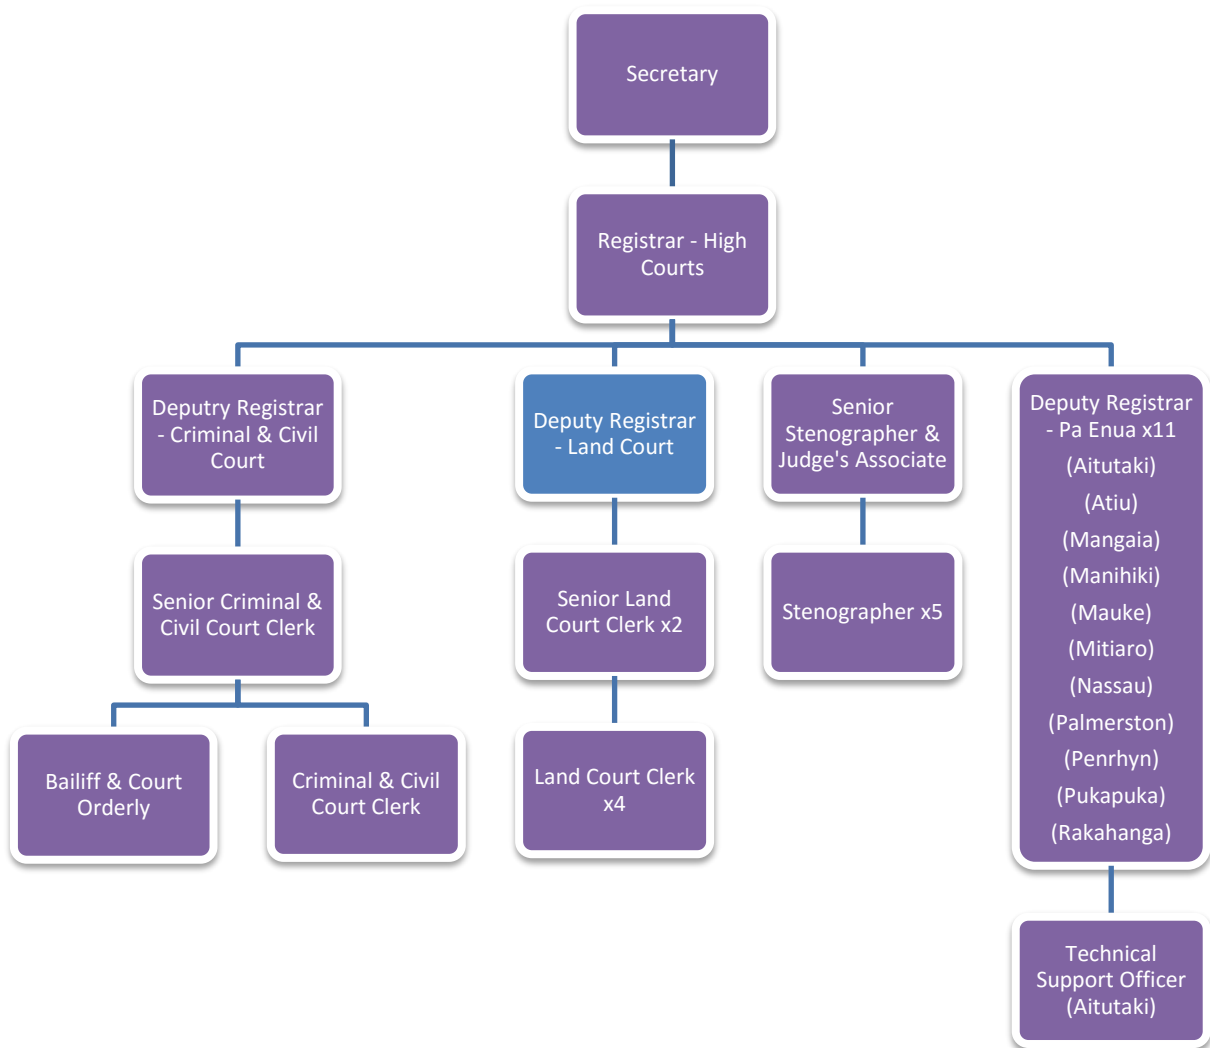 Secretary
Registrar - High
Courts
Deputry Registrar
- Criminal & Civil
Court
Deputy Registrar
- Land Court
Senior
Stenographer &
Judge's Associate
Deputy Registrar
- Pa Enua x11
(Aitutaki)
(Atiu)
(Mangaia)
(Manihiki)
(Mauke)
(Mitiaro)
(Nassau)
(Palmerston)
(Penrhyn)
(Pukapuka)
(Rakahanga)
Senior Criminal &
Civil Court Clerk
Senior Land
Court Clerk x2
Stenographer x5
Bailiff & Court
Orderly
Criminal & Civil
Court Clerk
Land Court Clerk
x4
Technical
Support Officer
(Aitutaki)